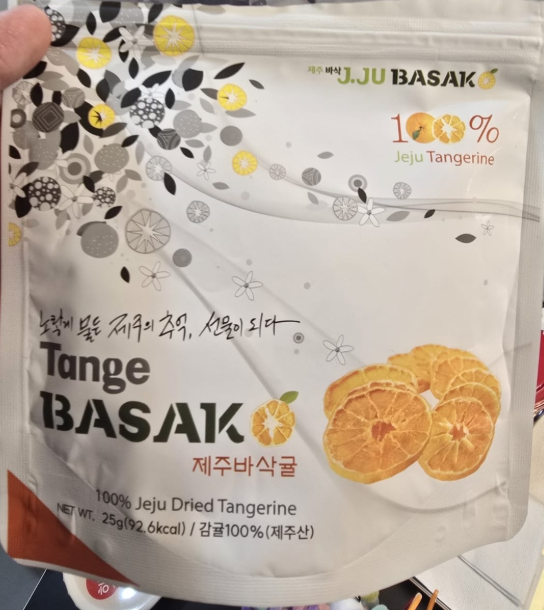 제주 바삭 J.JU BASAK
100%
Jeju Tangerine
노랗게 물든 제주의 추억, 선물이 되다
Tange
BASAK
제주바삭귤
100% Jeju Dried Tangerine
NET WT. 25g(92.6kcal) / 감귤100%(제주산)